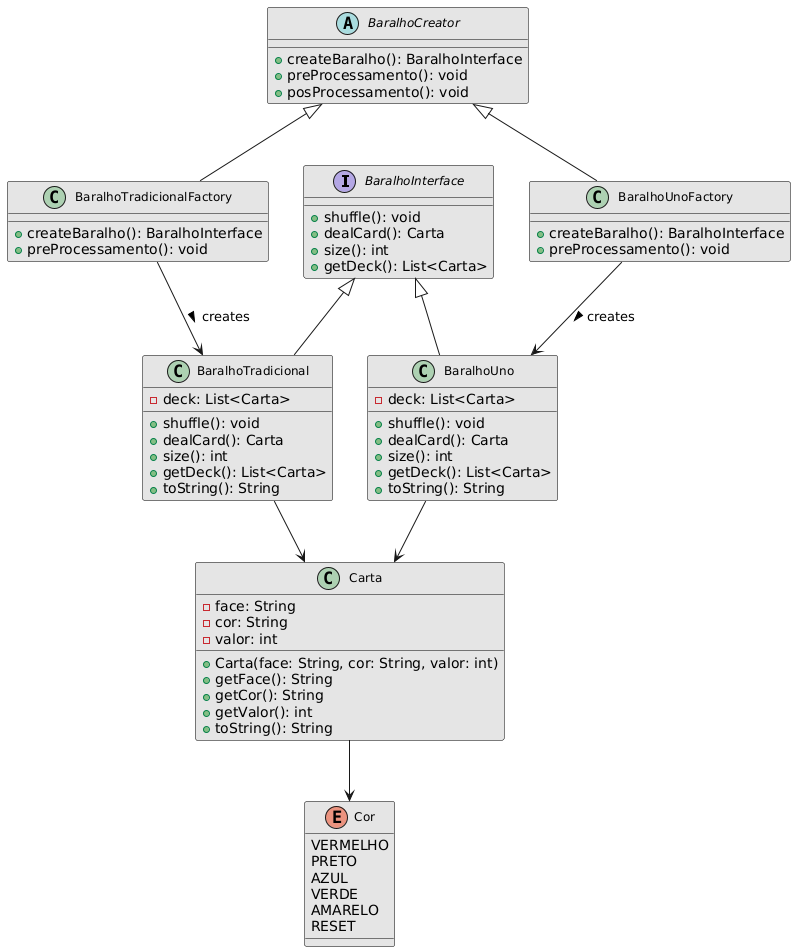 A BaralhoCreator
createBaralho(): BaralhoInterface
preProcessamento(): void
posProcessamento(): void
C BaralhoTradicionalFactory
createBaralho(): BaralhoInterface
preProcessamento(): void
I BaralhoInterface
shuffle(): void
dealCard(): Carta
size(): int
getDeck(): List<Carta>
C BaralhoUnoFactory
createBaralho(): BaralhoInterface
preProcessamento(): void
creates
creates
C BaralhoTradicional
deck: List<Carta>
shuffle(): void
dealCard(): Carta
size(): int
getDeck(): List<Carta>
toString(): String
C BaralhoUno
deck: List<Carta>
shuffle(): void
dealCard(): Carta
size(): int
getDeck(): List<Carta>
toString(): String
C Carta
face: String
cor: String
valor: int
Carta(face: String, cor: String, valor: int)
getFace(): String
getCor(): String
getValor(): int
toString(): String
E Cor
VERMELHO
PRETO
AZUL
VERDE
AMARELO
RESET